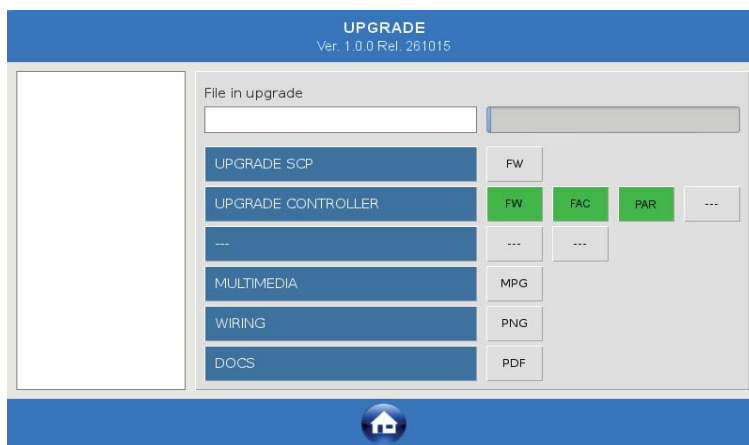 UPGRADE
Ver. 1.0.0 Rel. 261015
File in upgrade
UPGRADE SCP FW
UPGRADE CONTROLLER FW FAC PAR ---
--- --- ---
MULTIMEDIA MPG
WIRING PNG
DOCS PDF